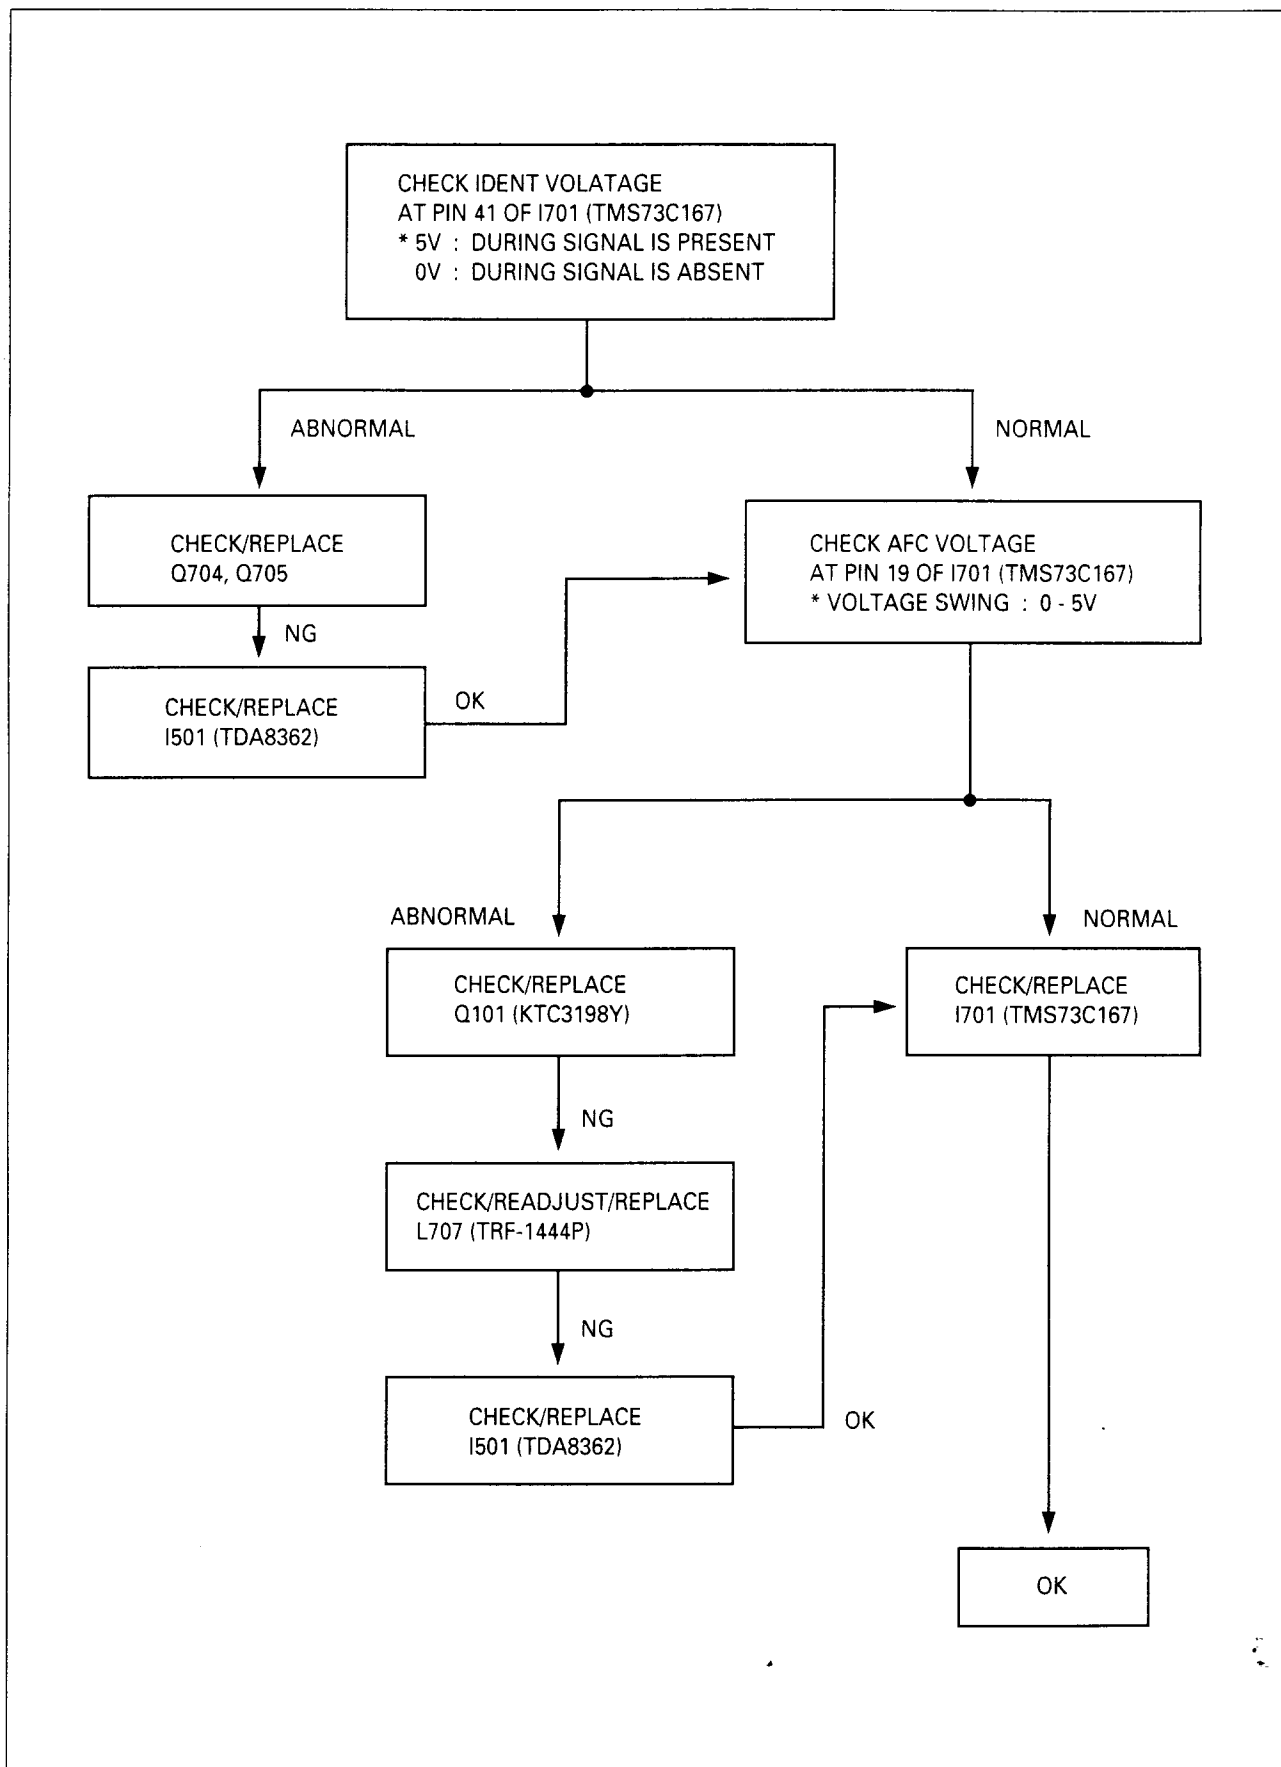 CHECK IDENT VOLATAGE
AT PIN 41 OF I701 (TMS73C167)
* 5V : DURING SIGNAL IS PRESENT
0V : DURING SIGNAL IS ABSENT
ABNORMAL
NORMAL
CHECK/REPLACE
Q704, Q705
CHECK AFC VOLTAGE
AT PIN 19 OF I701 (TMS73C167)
* VOLTAGE SWING : 0 - 5V
NG
CHECK/REPLACE
I501 (TDA8362)
OK
ABNORMAL
NORMAL
CHECK/REPLACE
Q101 (KTC3198Y)
CHECK/REPLACE
I701 (TMS73C167)
NG
CHECK/READJUST/REPLACE
L707 (TRF-1444P)
NG
CHECK/REPLACE
I501 (TDA8362)
OK
OK